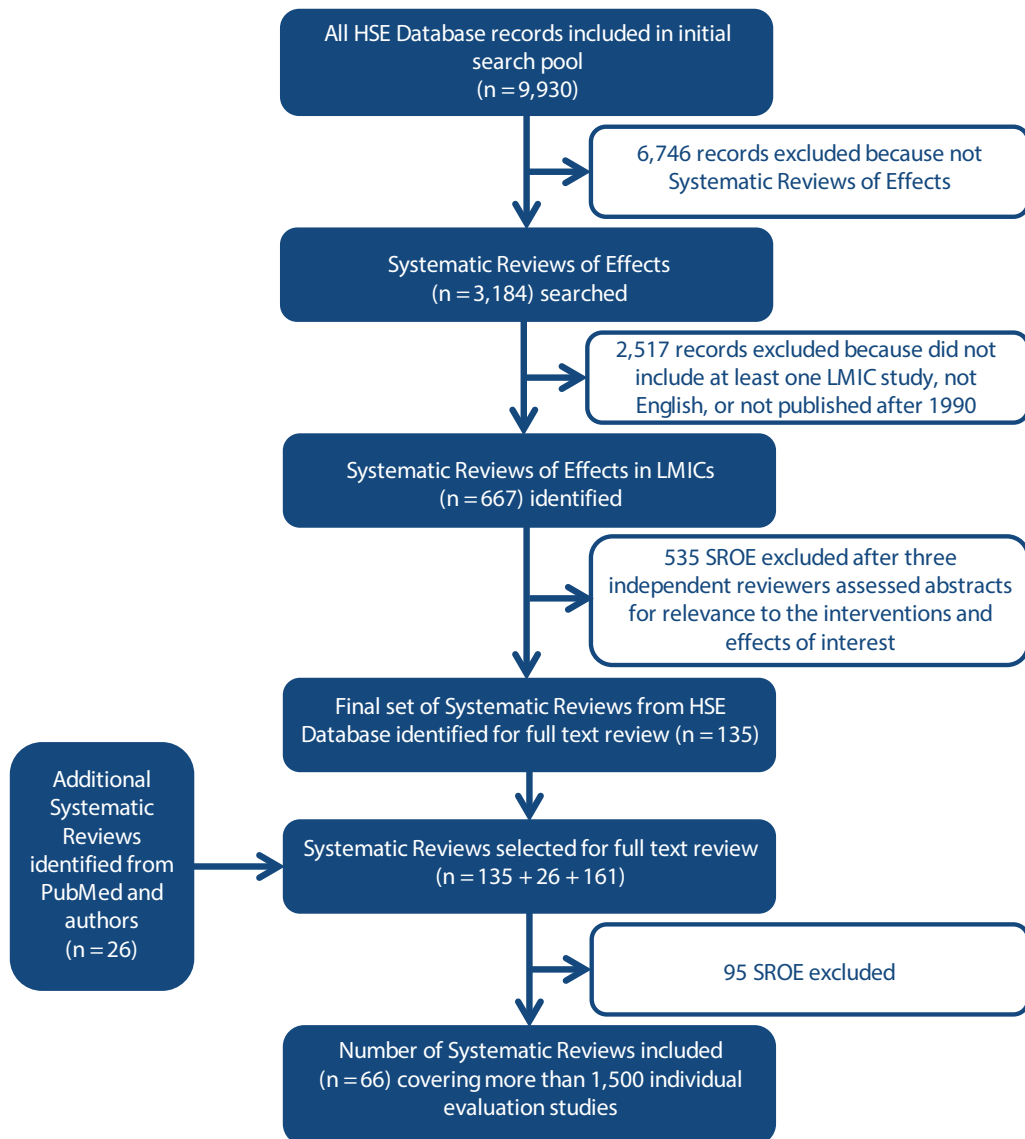 All HSE Database records included in initial
search pool
(n = 9,930)
6,746 records excluded because not
Systematic Reviews of Effects
Systematic Reviews of Effects
(n = 3,184) searched
2,517 records excluded because did not
include at least one LMIC study, not
English, or not published after 1990
Systematic Reviews of Effects in LMICs
(n = 667) identified
535 SROE excluded after three
independent reviewers assessed abstracts
for relevance to the interventions and
effects of interest
Final set of Systematic Reviews from HSE
Database identified for full text review (n = 135)
Additional
Systematic
Reviews
identified from
PubMed and
authors
(n = 26)
Systematic Reviews selected for full text review
(n = 135 + 26 + 161)
95 SROE excluded
Number of Systematic Reviews included
(n = 66) covering more than 1,500 individual
evaluation studies